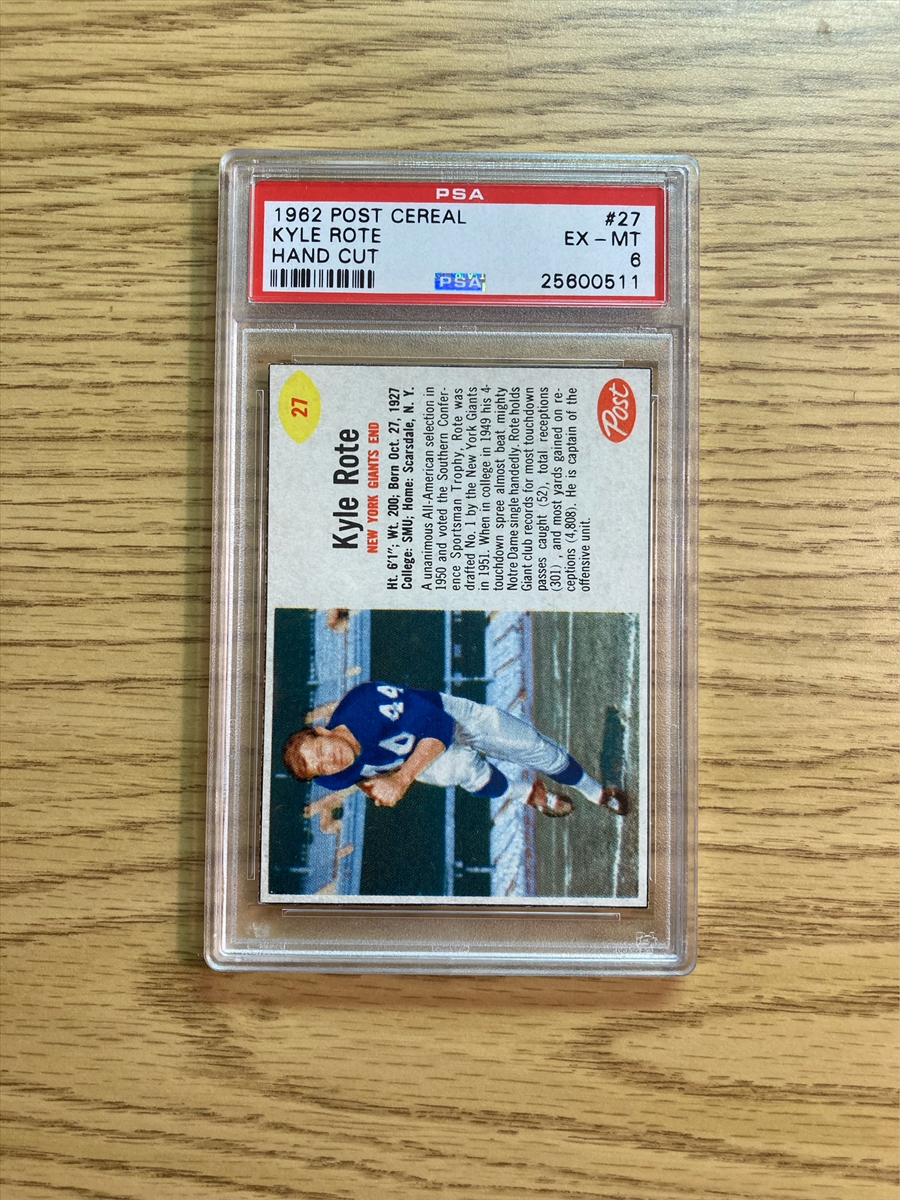 PSA
1962 POST CEREAL #27
KYLE ROTE EX - MT
HAND CUT 6
PSA 25600511
27
Kyle Rote
NEW YORK GIANTS END
Ht. 6'1"; Wt. 200; Born Oct. 27, 1927
College: SMU; Home: Scarsdale, N. Y.
A unanimous All-American selection in
1950 and voted the Southern Confer-
ence Sportsman Trophy, Rote was
drafted No. 1 by the New York Giants
in 1951. When in college in 1949 his 4-
touchdown spree almost beat mighty
Notre Dame single handedly. Rote holds
Giant club records for most touchdown
passes caught (52), total receptions
(301) , and most yards gained on re-
ceptions (4,808). He is captain of the
offensive unit.
Post
44
44